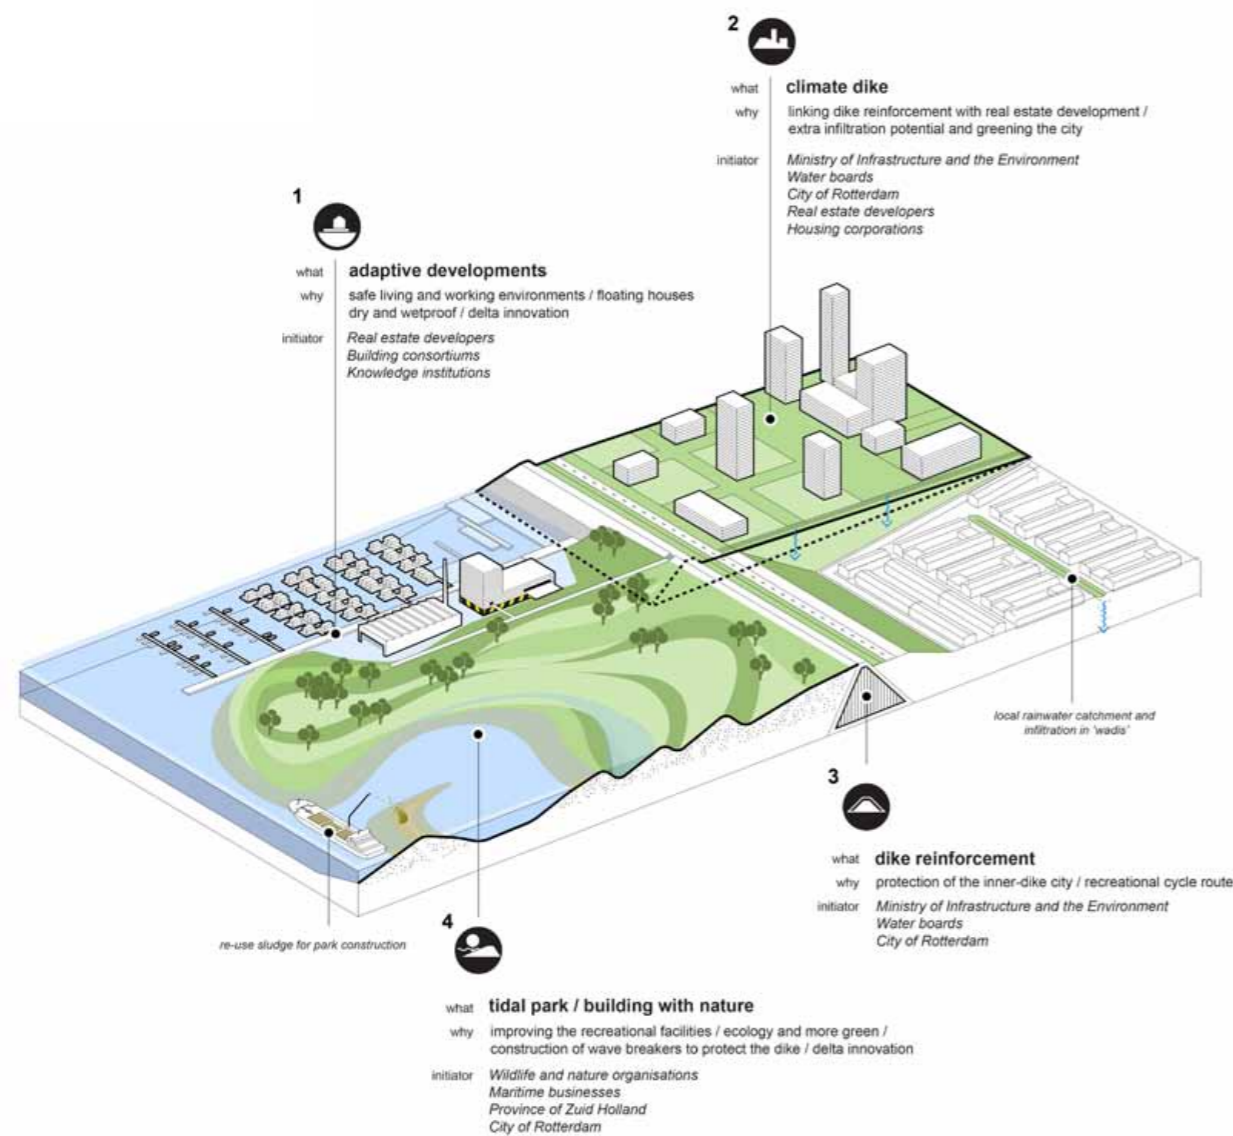 2
what climate dike
why linking dike reinforcement with real estate development /
extra infiltration potential and greening the city
initiator Ministry of Infrastructure and the Environment
Water boards
City of Rotterdam
Real estate developers
Housing corporations
1
what adaptive developments
why safe living and working environments / floating houses
dry and wetproof / delta innovation
initiator Real estate developers
Building consortiums
Knowledge institutions
local rainwater catchment and
infiltration in 'wadis'
3
what dike reinforcement
why protection of the inner-dike city / recreational cycle route
initiator Ministry of Infrastructure and the Environment
Water boards
City of Rotterdam
re-use sludge for park construction
4
what tidal park / building with nature
why improving the recreational facilities / ecology and more green /
construction of wave breakers to protect the dike / delta innovation
initiator Wildlife and nature organisations
Maritime businesses
Province of Zuid Holland
City of Rotterdam